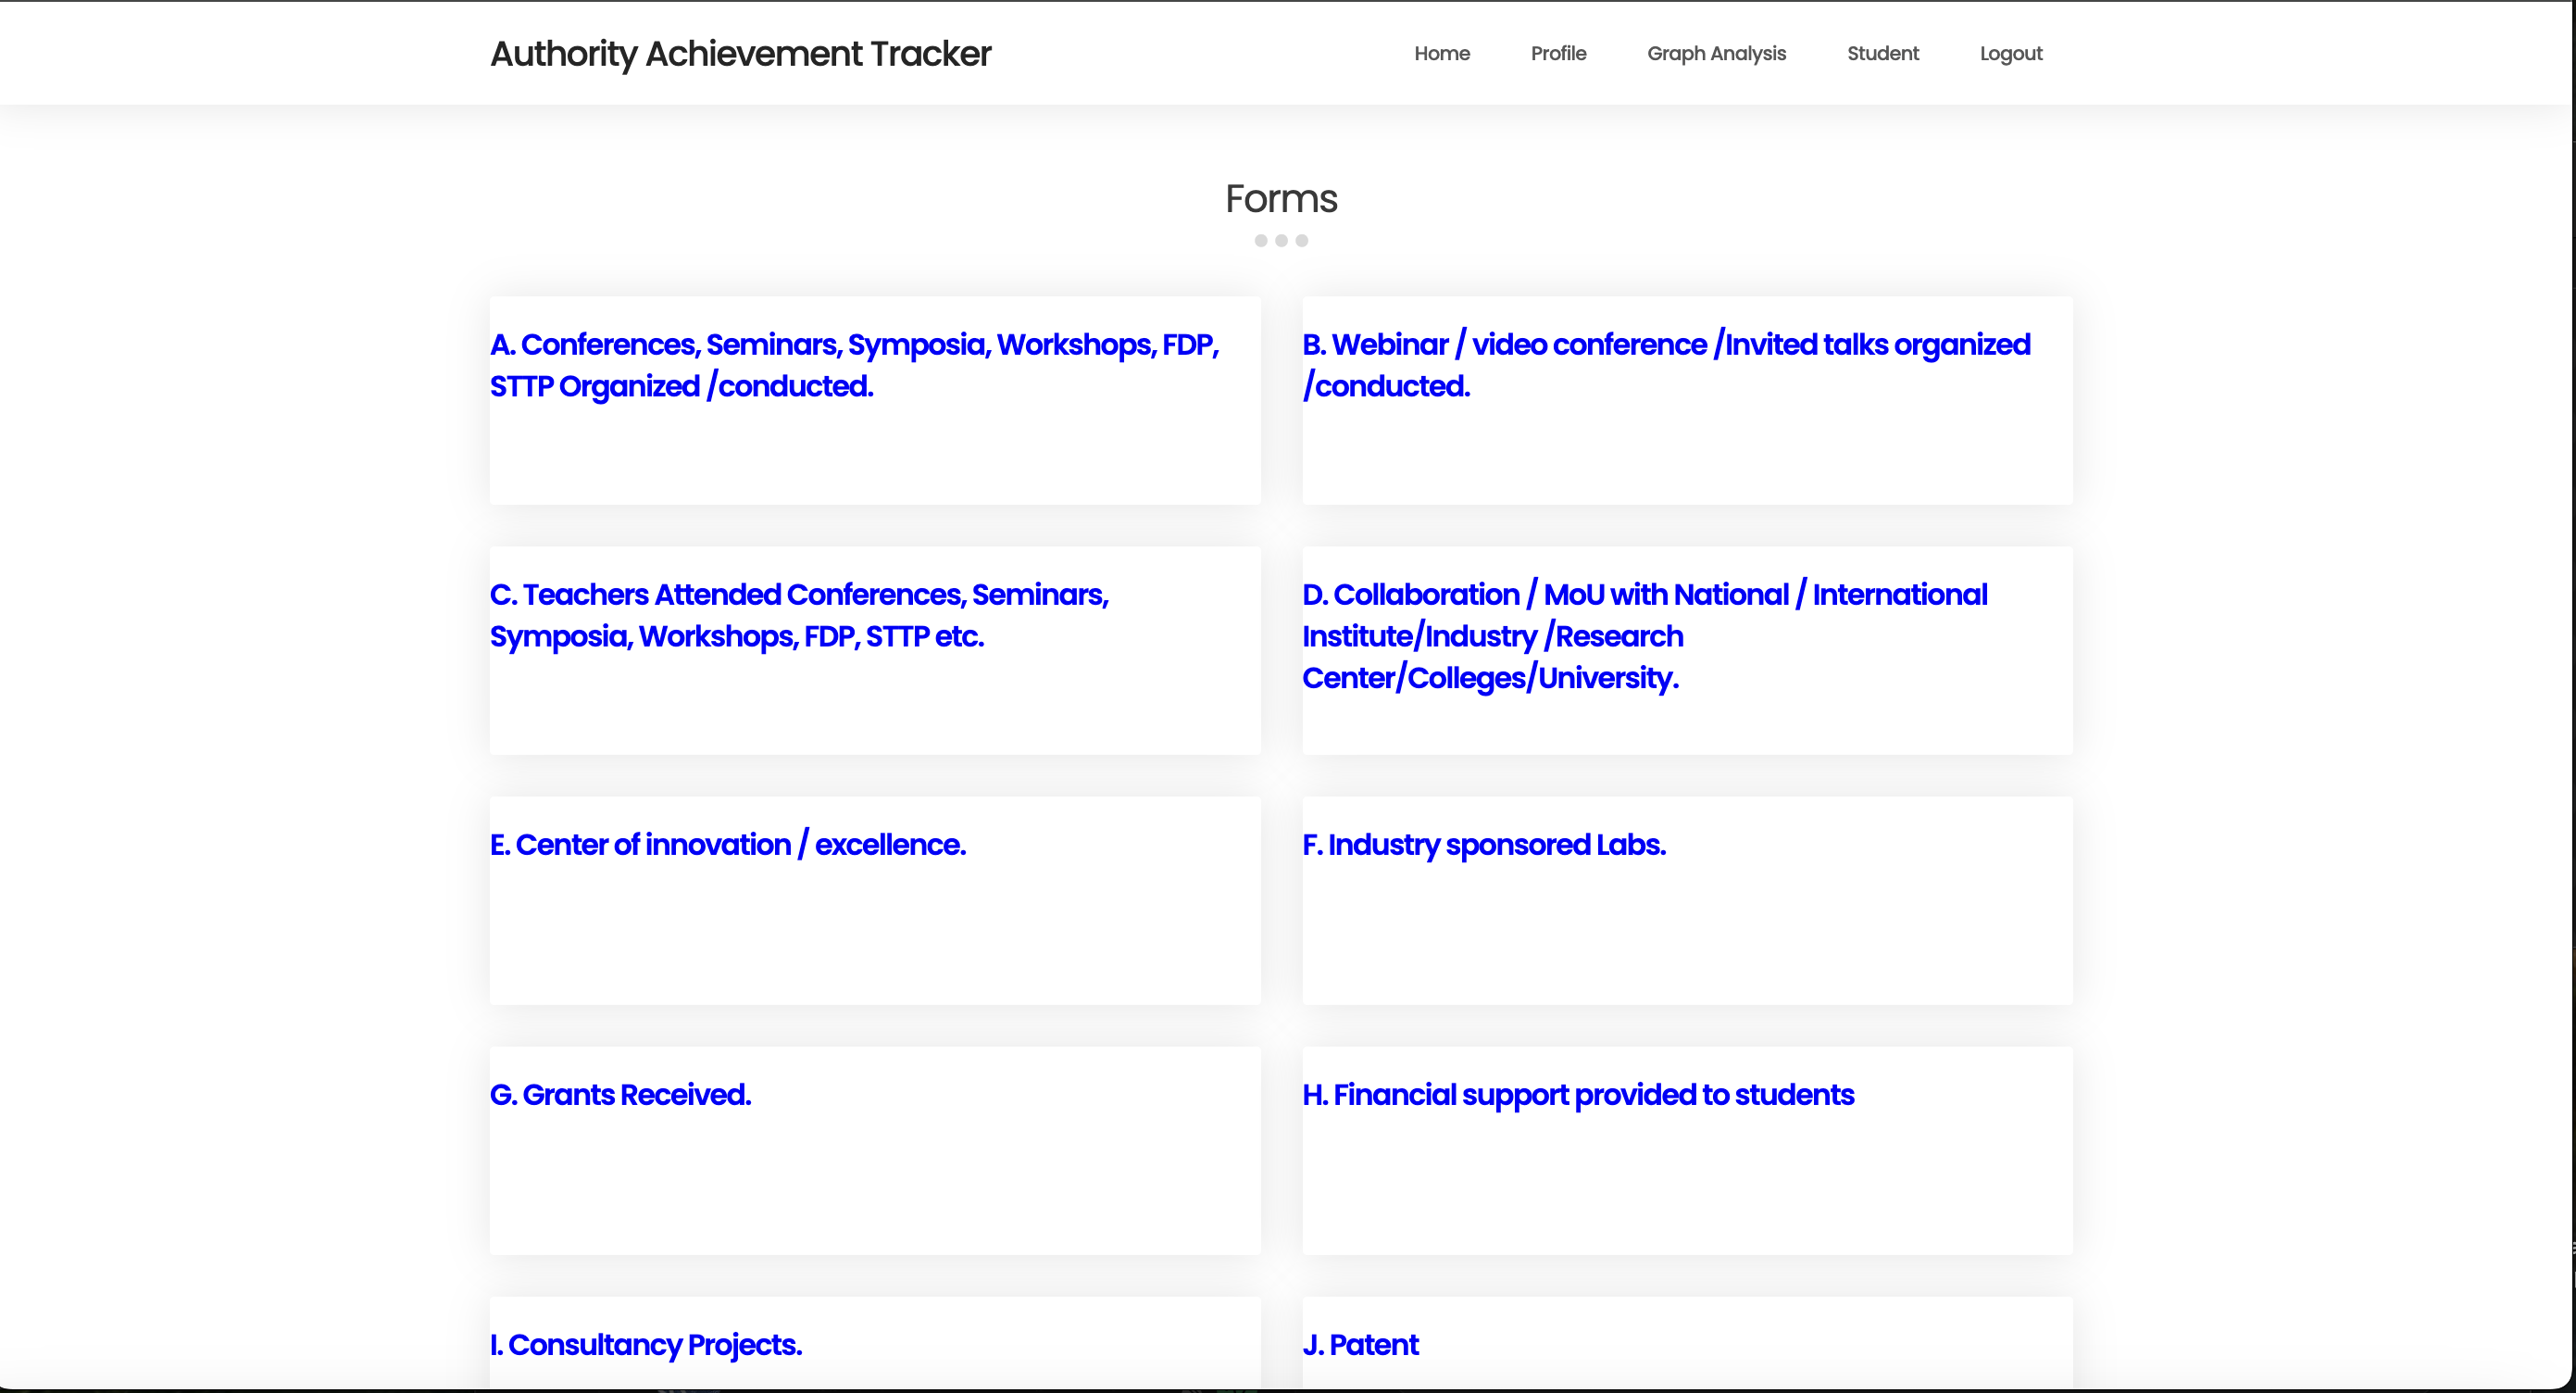 Authority Achievement Tracker
Home Profile Graph Analysis Student Logout
Forms
A. Conferences, Seminars, Symposia, Workshops, FDP,
STTP Organized /conducted.
B. Webinar / video conference /Invited talks organized
/conducted.
C. Teachers Attended Conferences, Seminars,
Symposia, Workshops, FDP, STTP etc.
D. Collaboration / MoU with National / International
Institute/Industry /Research
Center/Colleges/University.
E. Center of innovation / excellence.
F. Industry sponsored Labs.
G. Grants Received.
H. Financial support provided to students
I. Consultancy Projects.
J. Patent